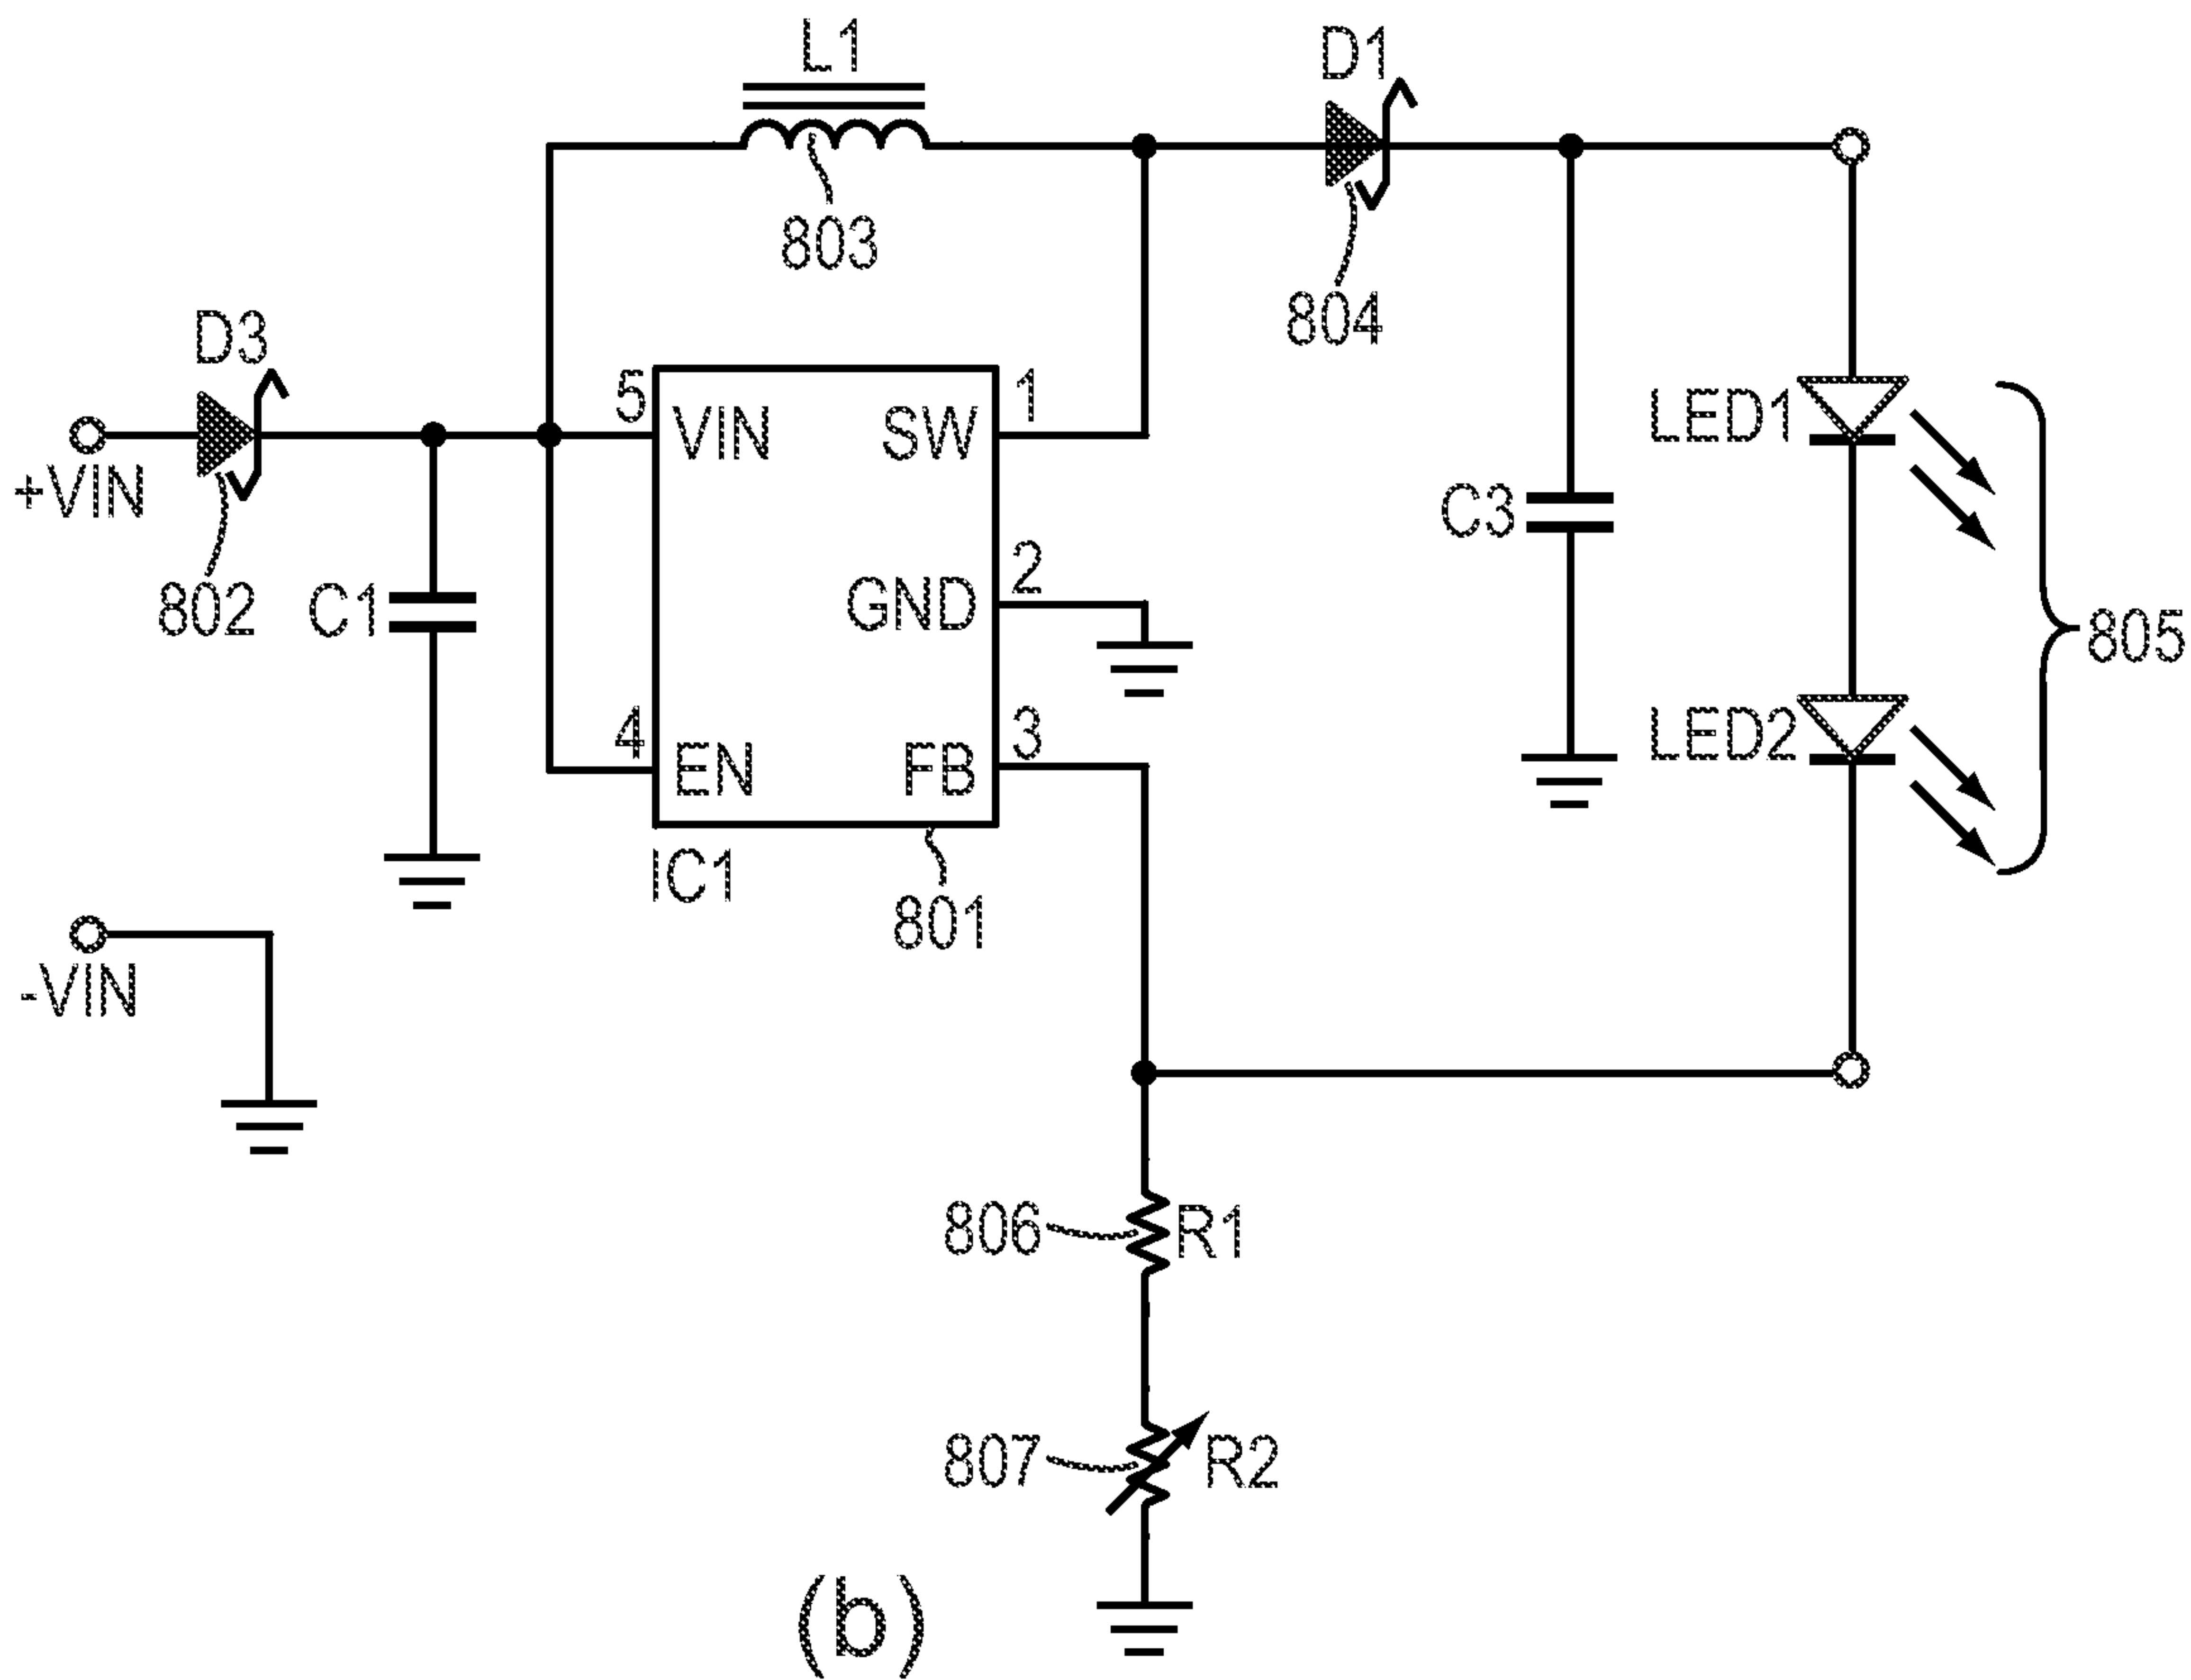 L1
D1
803
804
D3
+VIN
802
C1
5
VIN
SW
1
GND
2
4
EN
FB
3
IC1
801
C3
LED1
LED2
805
-VIN
806
R1
807
R2
(b)